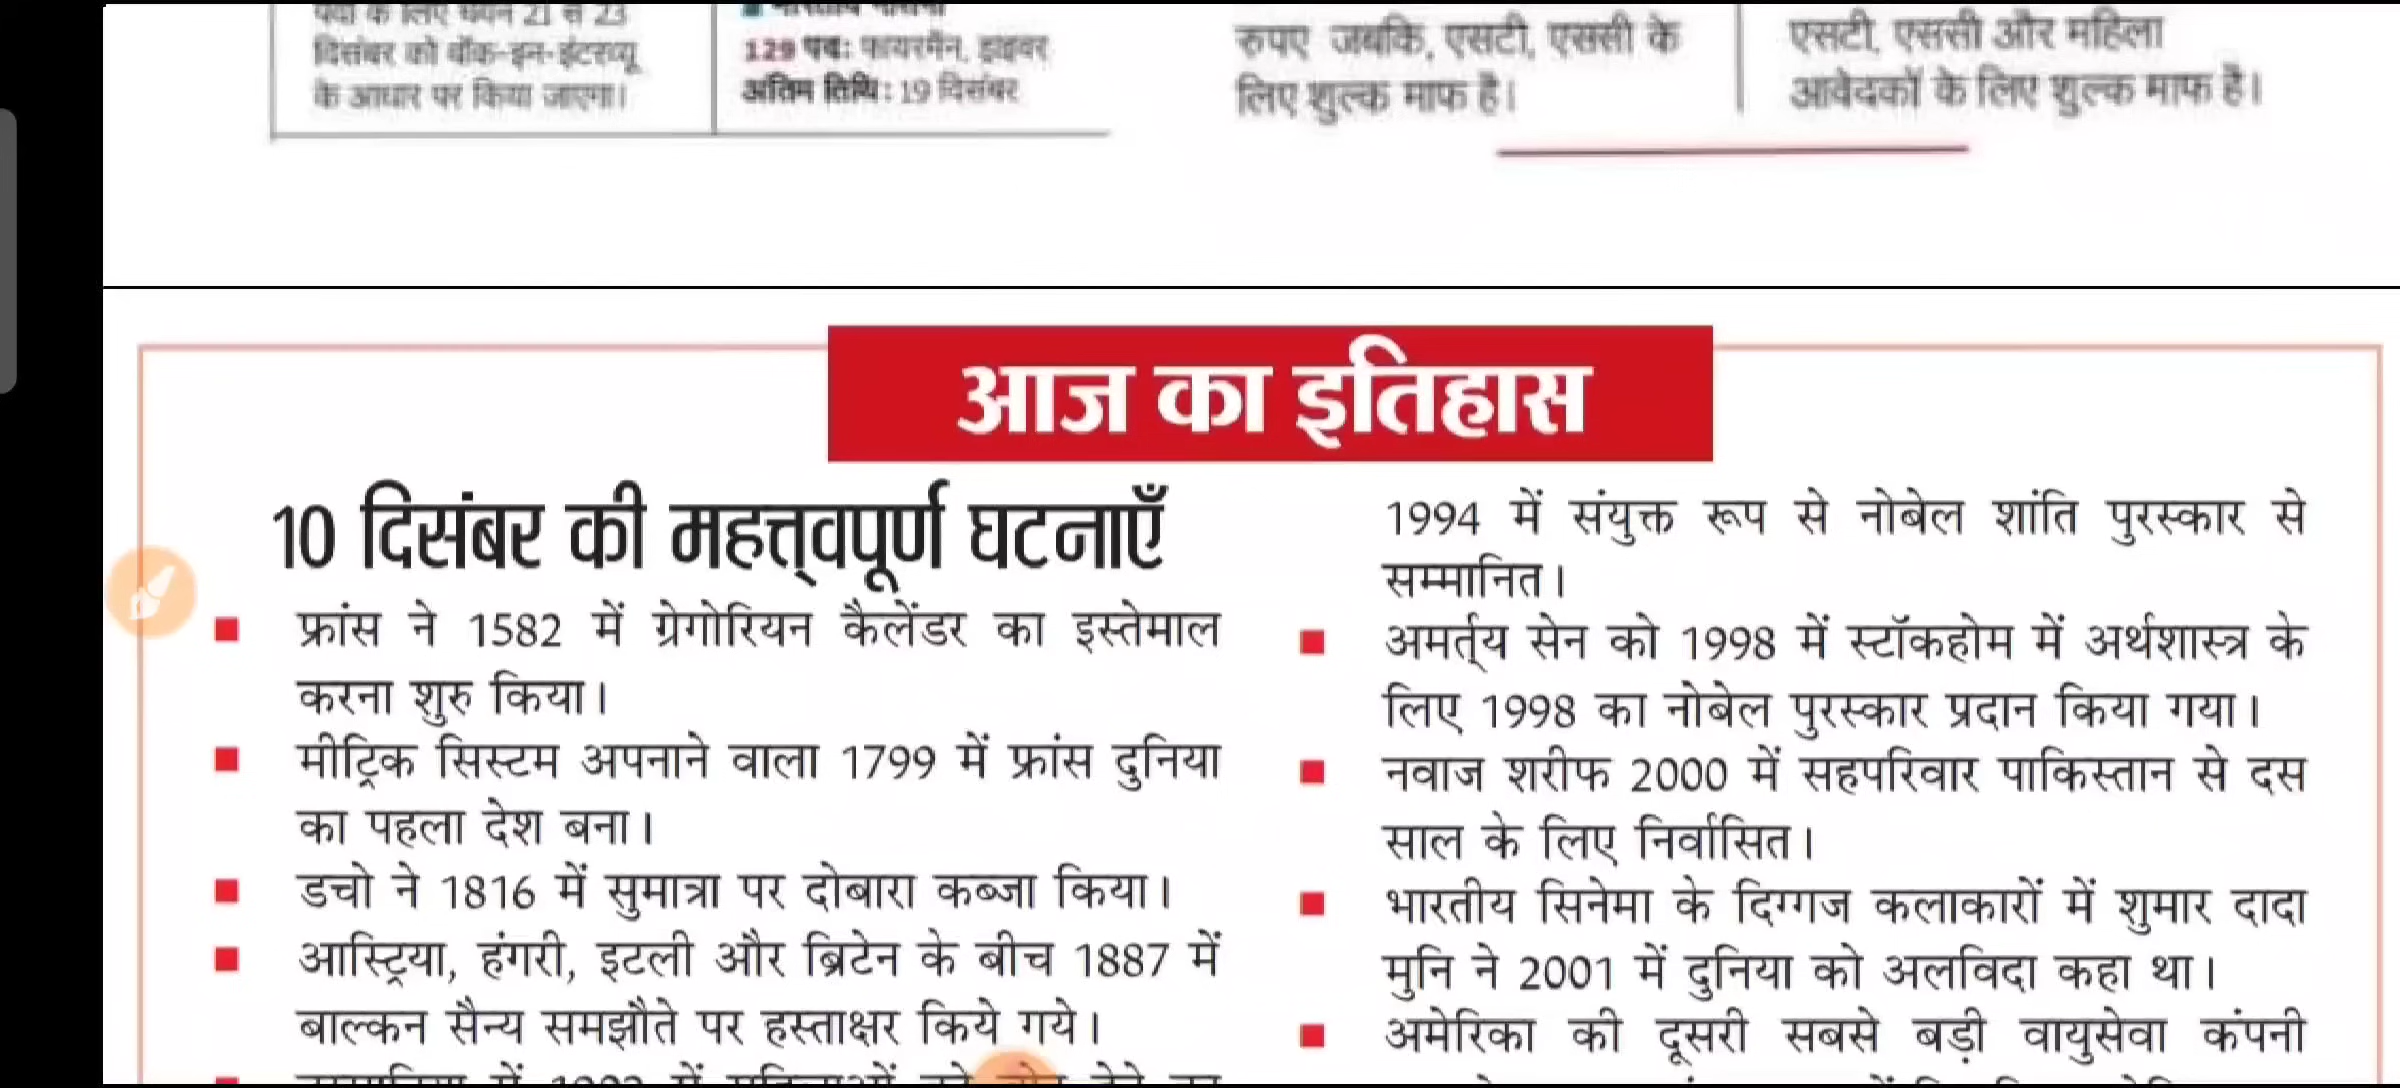 पदों के लिए चयन 21 से 23
दिसंबर को वॉक-इन-इंटरव्यू
के आधार पर किया जाएगा।
129 पद: फायरमैन, ड्राइवर
अंतिम तिथि: 19 दिसंबर
रुपए जबकि, एसटी, एससी के
लिए शुल्क माफ है।
एसटी, एससी और महिला
आवेदकों के लिए शुल्क माफ है।
आज का इतिहास
10 दिसंबर की महत्त्वपूर्ण घटनाएँ
फ्रांस ने 1582 में ग्रेगोरियन कैलेंडर का इस्तेमाल
करना शुरु किया।
मीट्रिक सिस्टम अपनाने वाला 1799 में फ्रांस दुनिया
का पहला देश बना।
डचो ने 1816 में सुमात्रा पर दोबारा कब्जा किया।
आस्ट्रिया, हंगरी, इटली और ब्रिटेन के बीच 1887 में
बाल्कन सैन्य समझौते पर हस्ताक्षर किये गये।
1994 में संयुक्त रूप से नोबेल शांति पुरस्कार से
सम्मानित।
अमर्त्य सेन को 1998 में स्टॉकहोम में अर्थशास्त्र के
लिए 1998 का नोबेल पुरस्कार प्रदान किया गया।
नवाज शरीफ 2000 में सहपरिवार पाकिस्तान से दस
साल के लिए निर्वासित।
भारतीय सिनेमा के दिग्गज कलाकारों में शुमार दादा
मुनि ने 2001 में दुनिया को अलविदा कहा था।
अमेरिका की दूसरी सबसे बड़ी वायुसेवा कंपनी